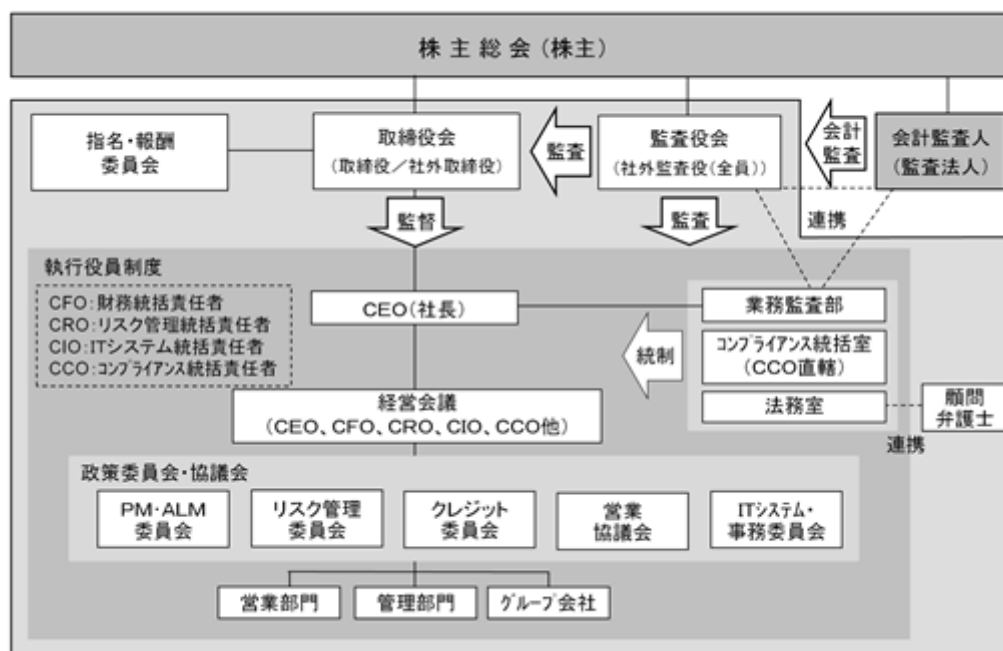 株主総会(株主)
指名・報酬
委員会
取締役会
(取締役/社外取締役)
監査
監査役会
(社外監査役(全員))
会計
監査
会計監査人
(監査法人)
監督
監査
連携
執行役員制度
CFO:財務統括責任者
CRO:リスク管理統括責任者
CIO:ITシステム統括責任者
CCO:コンプライアンス統括責任者
CEO(社長)
業務監査部
統制
コンプライアンス統括室
(CCO直轄)
法務室
顧問
弁護士
連携
経営会議
(CEO、CFO、CRO、CIO、CCO他)
政策委員会・協議会
PM・ALM
委員会
リスク管理
委員会
クレジット
委員会
営業
協議会
ITシステム・
事務委員会
営業部門
管理部門
グループ会社